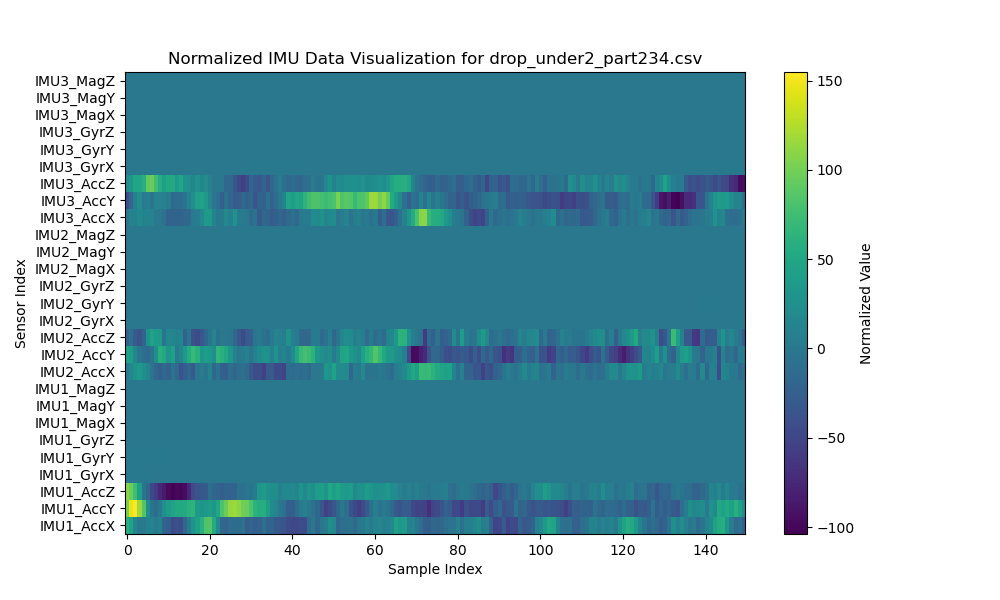 Normalized IMU Data Visualization for drop_under2_part234.csv
IMU3_MagZ
IMU3_MagY
IMU3_MagX
IMU3_GyrZ
IMU3_GyrY
IMU3_GyrX
IMU3_AccZ
IMU3_AccY
IMU3_AccX
IMU2_MagZ
IMU2_MagY
IMU2_MagX
IMU2_GyrZ
IMU2_GyrY
IMU2_GyrX
IMU2_AccZ
IMU2_AccY
IMU2_AccX
IMU1_MagZ
IMU1_MagY
IMU1_MagX
IMU1_GyrZ
IMU1_GyrY
IMU1_GyrX
IMU1_AccZ
IMU1_AccY
IMU1_AccX
Sensor Index
0 20 40 60 80 100 120 140
Sample Index
150
100
50
0
−50
−100
Normalized Value